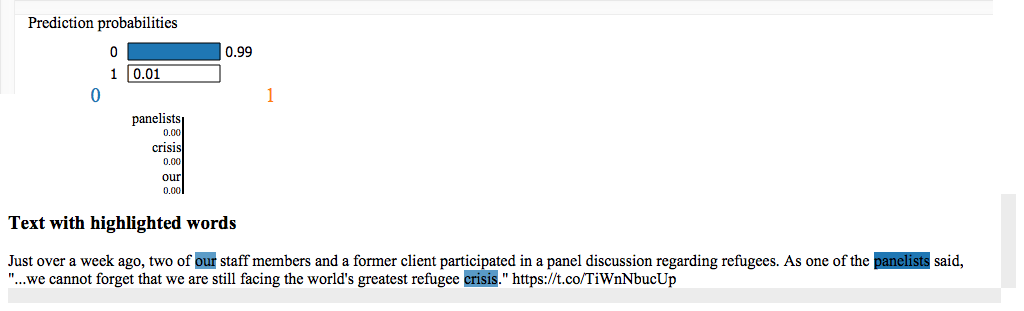 Prediction probabilities
0 0.99
1 0.01
0 1
panelists
0.00
crisis
0.00
our
0.00
Text with highlighted words
Just over a week ago, two of our staff members and a former client participated in a panel discussion regarding refugees. As one of the panelists said,
"...we cannot forget that we are still facing the world's greatest refugee crisis." https://t.co/TiWnNbucUp